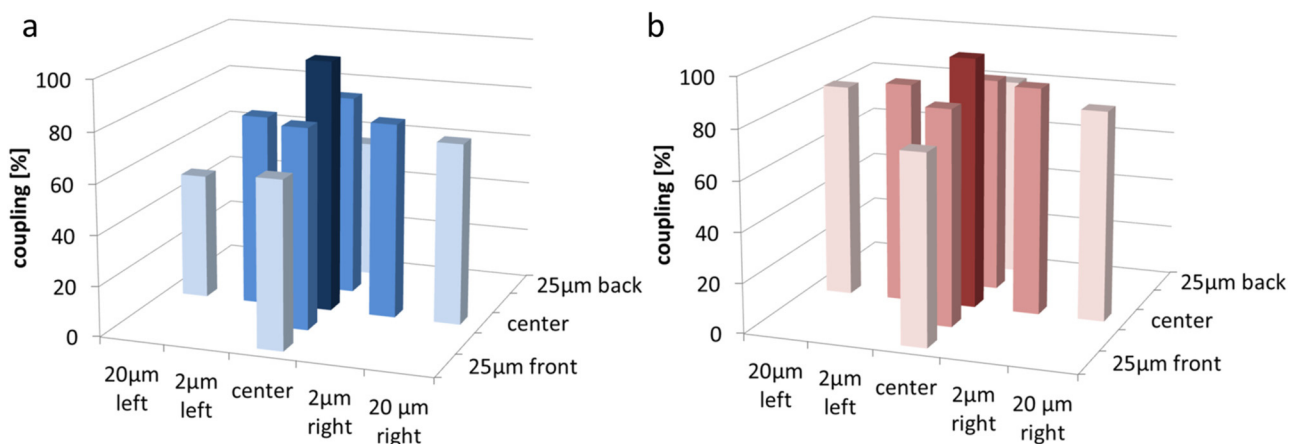 a
100
80
60
40
20
0
coupling [%]
20µm
left
2µm
left
center
2µm
right
20 µm
right
25µm back
center
25µm front
b
100
80
60
40
20
0
coupling [%]
20µm
left
2µm
left
center
2µm
right
20 µm
right
25µm back
center
25µm front